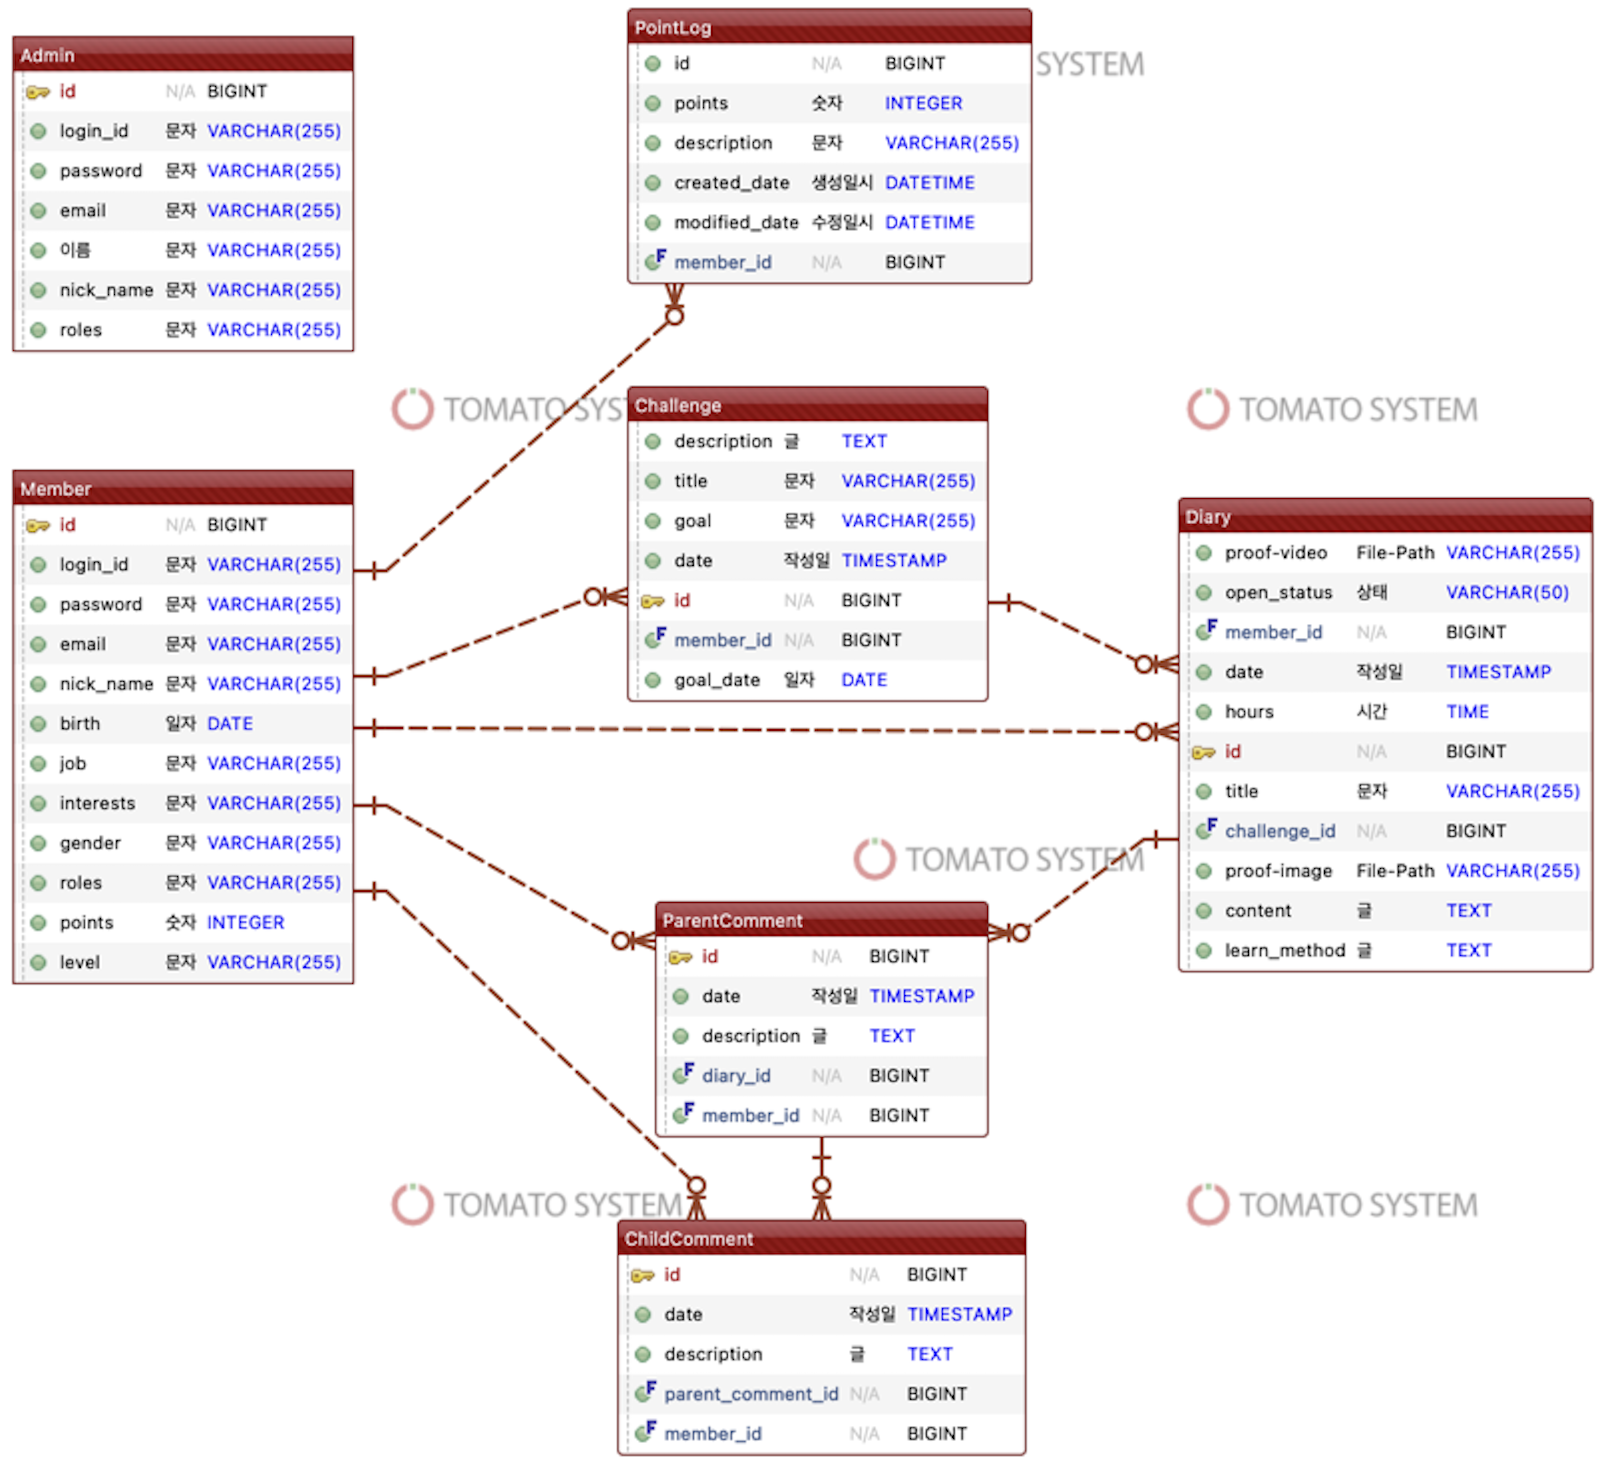 Admin
id N/A BIGINT
login_id 문자 VARCHAR(255)
password 문자 VARCHAR(255)
email 문자 VARCHAR(255)
이름 문자 VARCHAR(255)
nick_name 문자 VARCHAR(255)
roles 문자 VARCHAR(255)
PointLog
id N/A BIGINT
points 숫자 INTEGER
description 문자 VARCHAR(255)
created_date 생성일시 DATETIME
modified_date 수정일시 DATETIME
F member_id N/A BIGINT
SYSTEM
TOMATO SYS
TOMATO SYSTEM
Challenge
description 글 TEXT
title 문자 VARCHAR(255)
goal 문자 VARCHAR(255)
date 작성일 TIMESTAMP
id N/A BIGINT
F member_id N/A BIGINT
goal_date 일자 DATE
Member
id N/A BIGINT
login_id 문자 VARCHAR(255)
password 문자 VARCHAR(255)
email 문자 VARCHAR(255)
nick_name 문자 VARCHAR(255)
birth 일자 DATE
job 문자 VARCHAR(255)
interests 문자 VARCHAR(255)
gender 문자 VARCHAR(255)
roles 문자 VARCHAR(255)
points 숫자 INTEGER
level 문자 VARCHAR(255)
Diary
proof-video File-Path VARCHAR(255)
open_status 상태 VARCHAR(50)
F member_id N/A BIGINT
date 작성일 TIMESTAMP
hours 시간 TIME
id N/A BIGINT
title 문자 VARCHAR(255)
F challenge_id N/A BIGINT
proof-image File-Path VARCHAR(255)
content 글 TEXT
learn_method 글 TEXT
TOMATO SYSTEM
ParentComment
id N/A BIGINT
date 작성일 TIMESTAMP
description 글 TEXT
F diary_id N/A BIGINT
F member_id N/A BIGINT
TOMATO SYSTEM
TOMATO SYSTEM
ChildComment
id N/A BIGINT
date 작성일 TIMESTAMP
description 글 TEXT
F parent_comment_id N/A BIGINT
F member_id N/A BIGINT